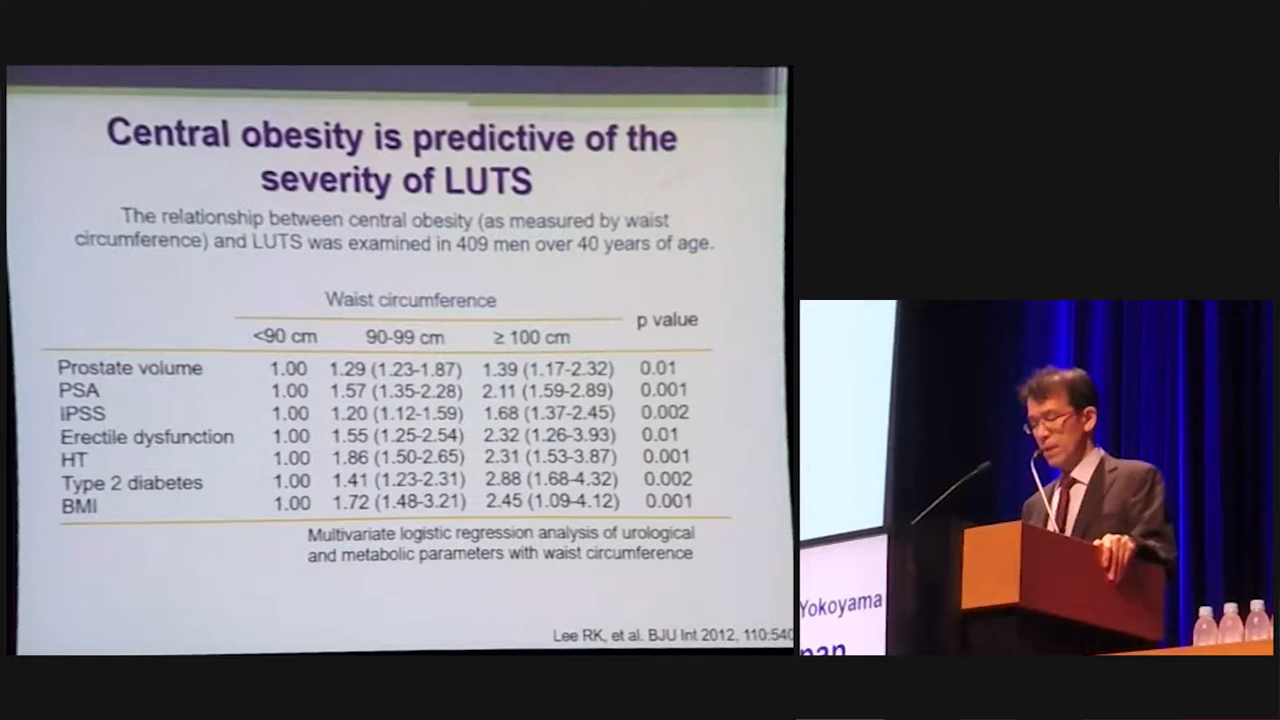 Central obesity is predictive of the
severity of LUTS
The relationship between central obesity (as measured by waist
circumference) and LUTS was examined in 409 men over 40 years of age.
Waist circumference
p value
<90 cm 90-99 cm ≥ 100 cm
Prostate volume 1.00 1.29 (1.23-1.87) 1.39 (1.17-2.32) 0.01
PSA 1.00 1.57 (1.35-2.28) 2.11 (1.59-2.89) 0.001
IPSS 1.00 1.20 (1.12-1.59) 1.68 (1.37-2.45) 0.002
Erectile dysfunction 1.00 1.55 (1.25-2.54) 2.32 (1.26-3.93) 0.01
HT 1.00 1.86 (1.50-2.65) 2.31 (1.53-3.87) 0.001
Type 2 diabetes 1.00 1.41 (1.23-2.31) 2.88 (1.68-4.32) 0.002
BMI 1.00 1.72 (1.48-3.21) 2.45 (1.09-4.12) 0.001
Multivariate logistic regression analysis of urological
and metabolic parameters with waist circumference
Lee RK, et al. BJU Int 2012, 110:540
Yokoyama
pan